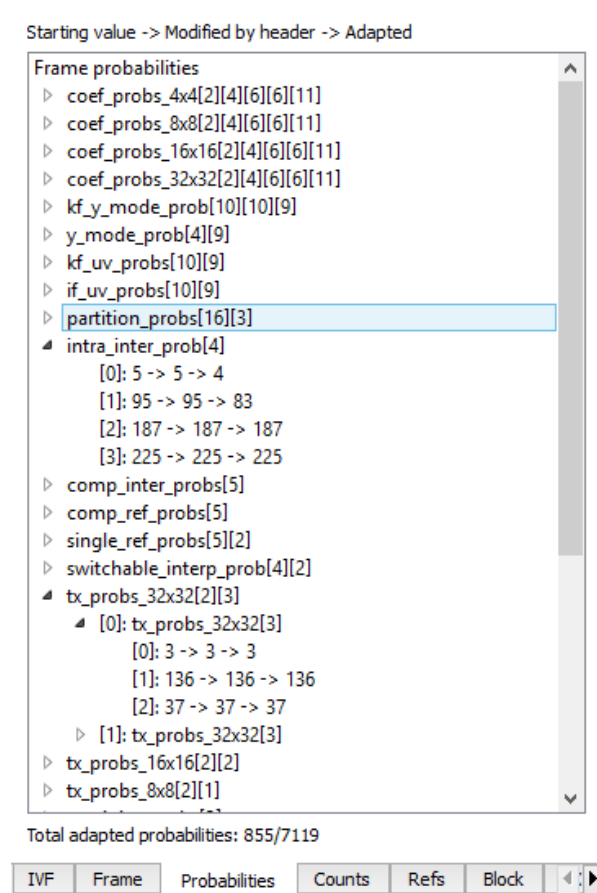 Starting value -> Modified by header -> Adapted
Frame probabilities
coef_probs_4x4[2][4][6][6][11]
coef_probs_8x8[2][4][6][6][11]
coef_probs_16x16[2][4][6][6][11]
coef_probs_32x32[2][4][6][6][11]
kf_y_mode_prob[10][10][9]
y_mode_prob[4][9]
kf_uv_probs[10][9]
if_uv_probs[10][9]
partition_probs[16][3]
intra_inter_prob[4]
[0]: 5 -> 5 -> 4
[1]: 95 -> 95 -> 83
[2]: 187 -> 187 -> 187
[3]: 225 -> 225 -> 225
comp_inter_probs[5]
comp_ref_probs[5]
single_ref_probs[5][2]
switchable_interp_prob[4][2]
tx_probs_32x32[2][3]
[0]: tx_probs_32x32[3]
[0]: 3 -> 3 -> 3
[1]: 136 -> 136 -> 136
[2]: 37 -> 37 -> 37
[1]: tx_probs_32x32[3]
tx_probs_16x16[2][2]
tx_probs_8x8[2][1]
Total adapted probabilities: 855/7119
IVF Frame Probabilities Counts Refs Block